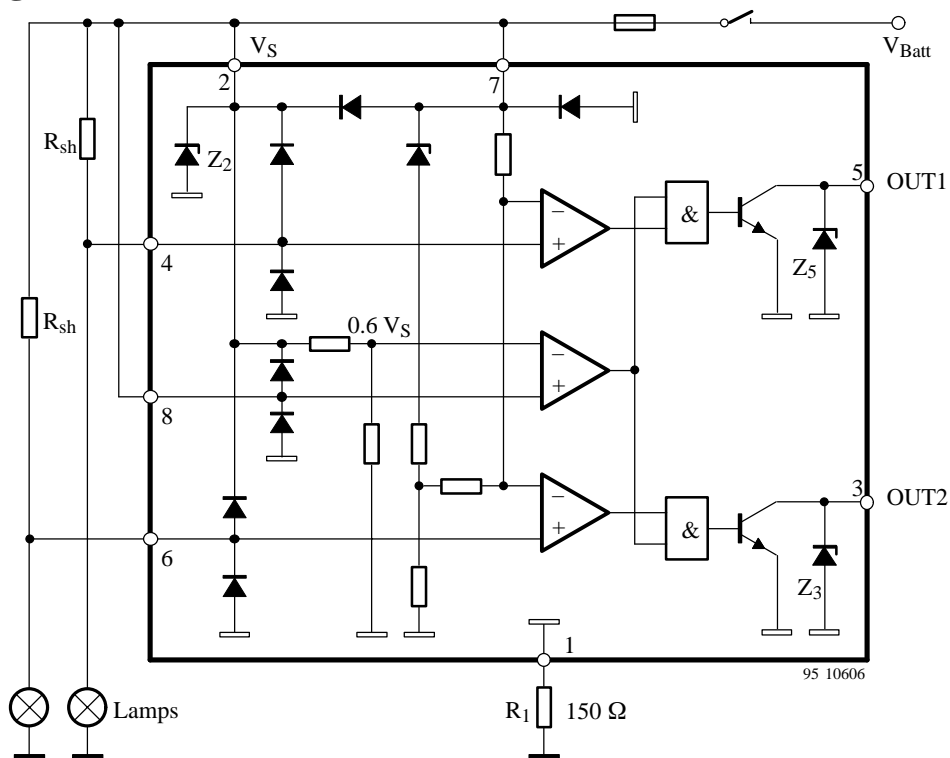 V_S
V_Batt
2
7
R_sh
Z_2
5
OUT1
−
&
+
4
Z_5
R_sh
0.6 V_S
−
+
8
3
OUT2
−
&
+
6
Z_3
1
95 10606
Lamps
R_1
150 Ω